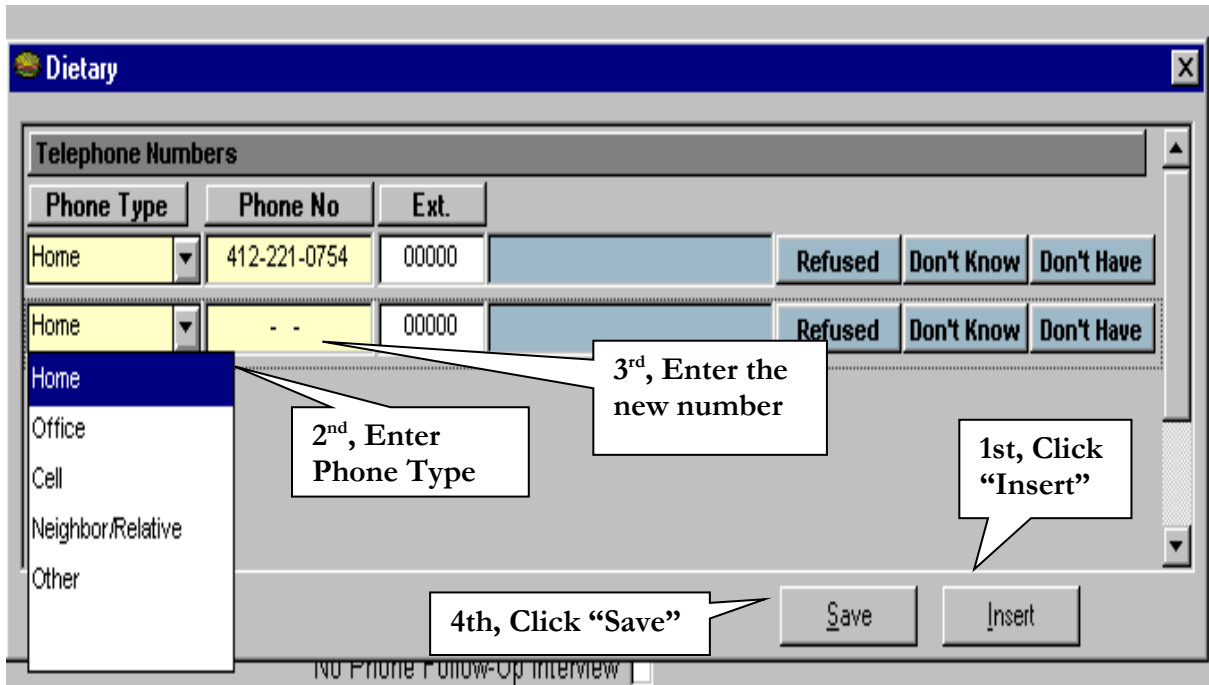 Dietary
Telephone Numbers
Phone Type Phone No Ext.
Home 412-221-0754 00000 Refused Don't Know Don't Have
Home - - 00000 Refused Don't Know Don't Have
Home
Office
Cell
Neighbor/Relative
Other
3rd, Enter the
new number
2nd, Enter
Phone Type
1st, Click
“Insert”
4th, Click “Save”
Save Insert
No Phone Follow-Up Interview